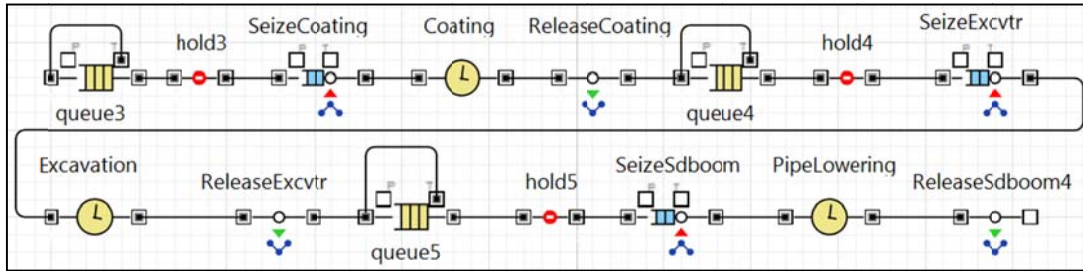 SeizeCoating Coating ReleaseCoating SeizeExcvtr
hold3 hold4
P T P T P T P T
queue3 queue4
Excavation SeizeSdboom PipeLowering
ReleaseExcvtr hold5 ReleaseSdboom4
P T P T
queue5